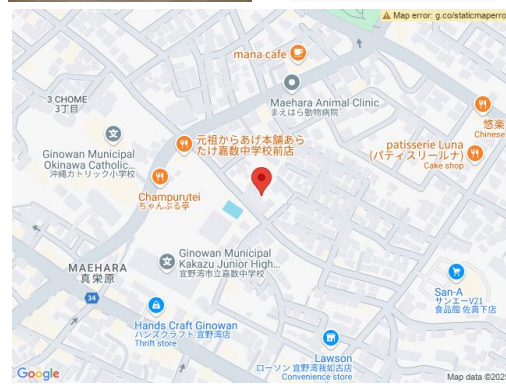 Map error: g.co/staticmaperro
mana cafe
Maehara Animal Clinic
まえはら動物病院
3 CHOME
3丁目
元祖からあげ本舗あら
たけ嘉数中学校前店
悠楽
Chinese
patisserie Luna
(パティスリールナ)
Cake shop
Ginowan Municipal
Okinawa Catholic...
沖縄カトリック小学校
Champurutei
ちゃんぷる亭
Ginowan Municipal
Kakazu Junior High...
宜野湾市立嘉数中学校
MAEHARA
真栄原
34
San-A
サンエーV21
食品館 佐真下店
Hands Craft Ginowan
ハンズクラフト 宜野湾店
Thrift store
Lawson
ローソン 宜野湾我如古店
Convenience store
Google
Map data ©2025